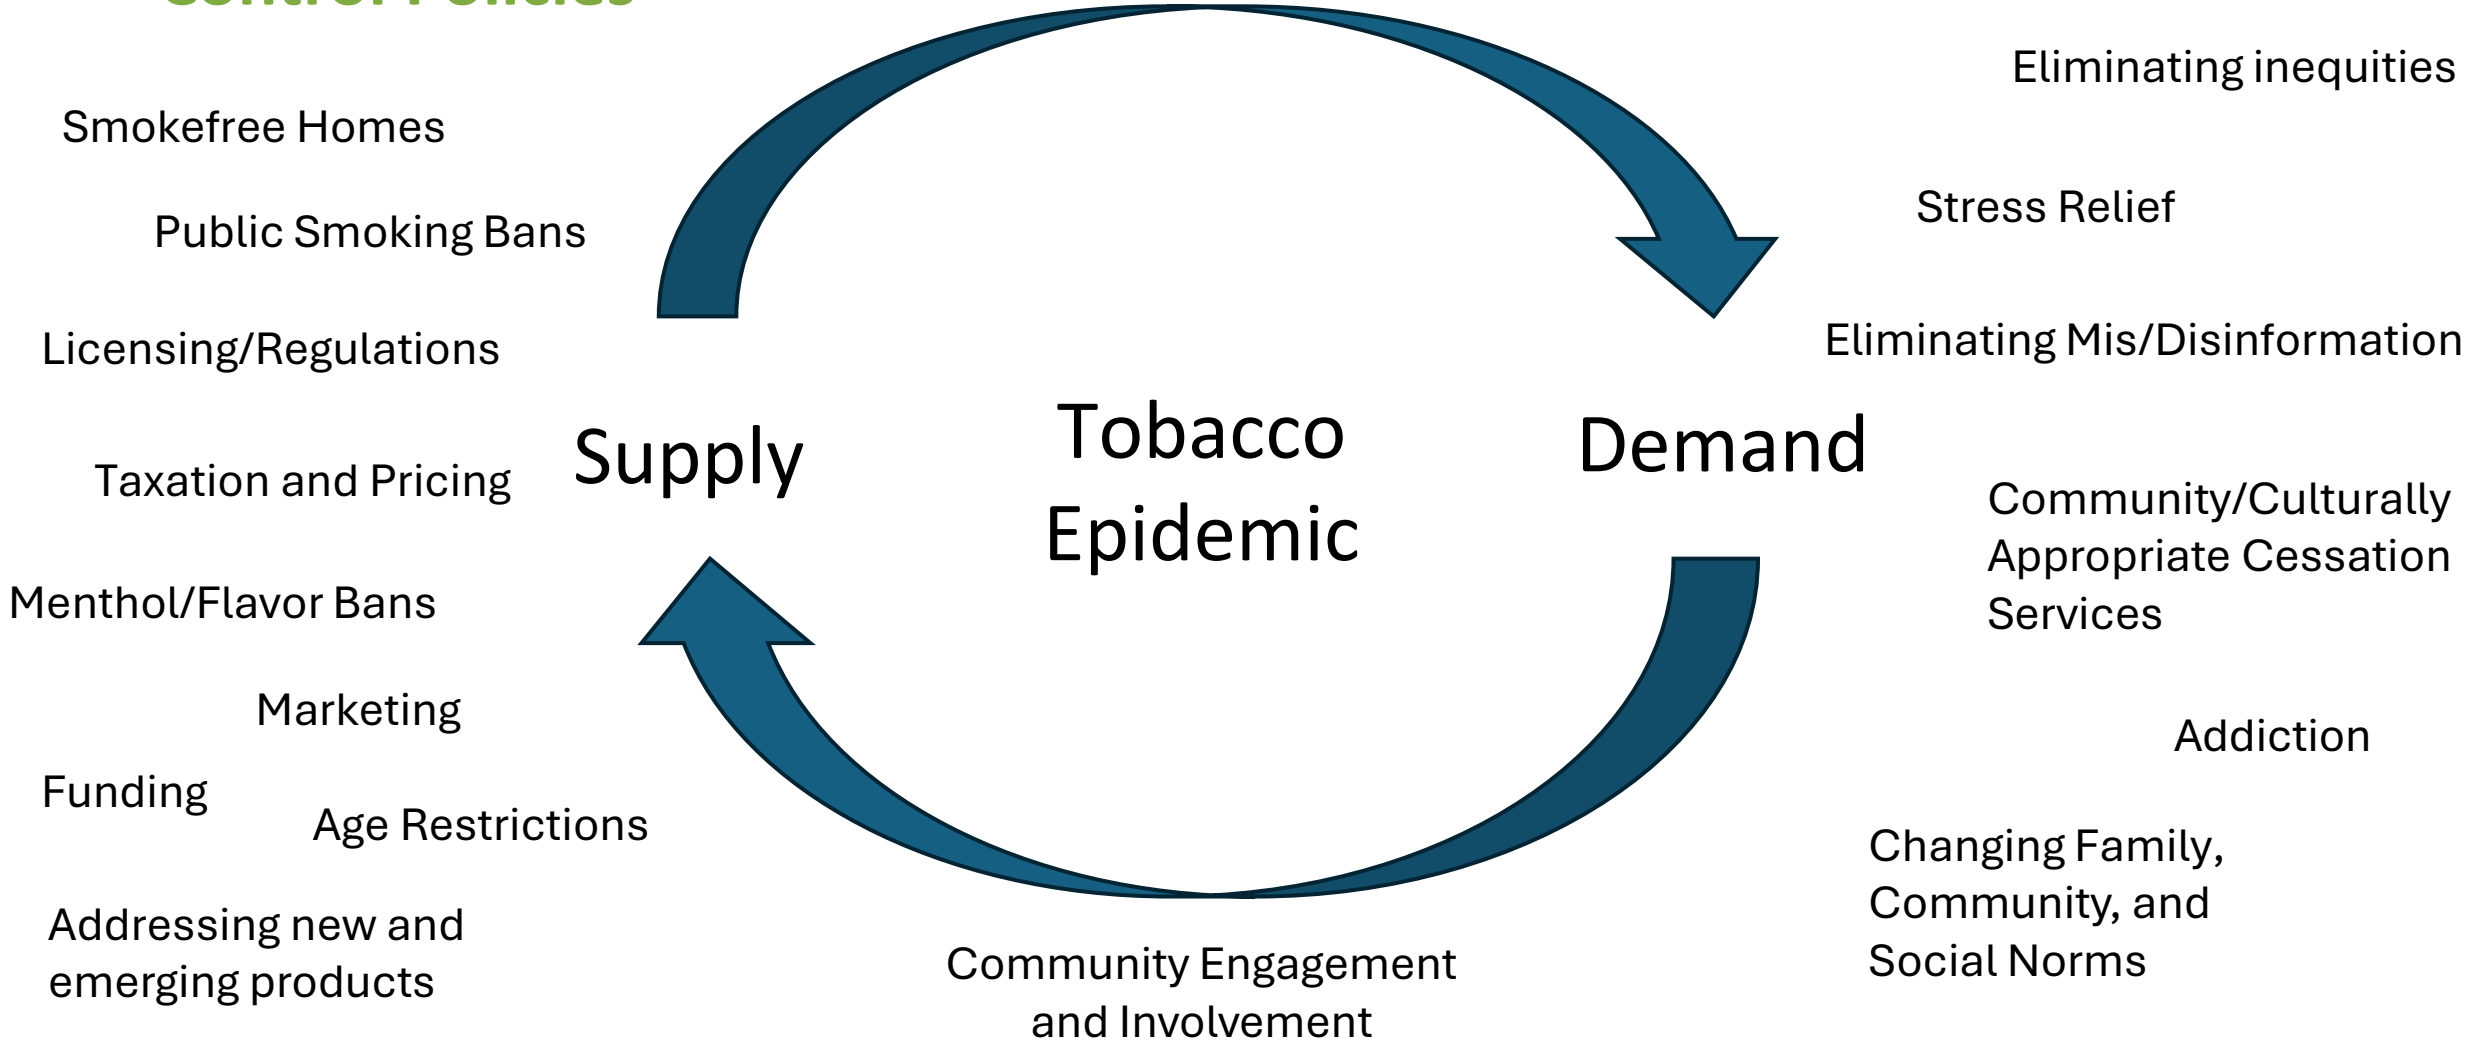 Control Policies
Smokefree Homes
Public Smoking Bans
Licensing/Regulations
Taxation and Pricing
Menthol/Flavor Bans
Marketing
Funding
Age Restrictions
Addressing new and
emerging products
Supply
Tobacco
Epidemic
Demand
Community Engagement
and Involvement
Eliminating inequities
Stress Relief
Eliminating Mis/Disinformation
Community/Culturally
Appropriate Cessation
Services
Addiction
Changing Family,
Community, and
Social Norms